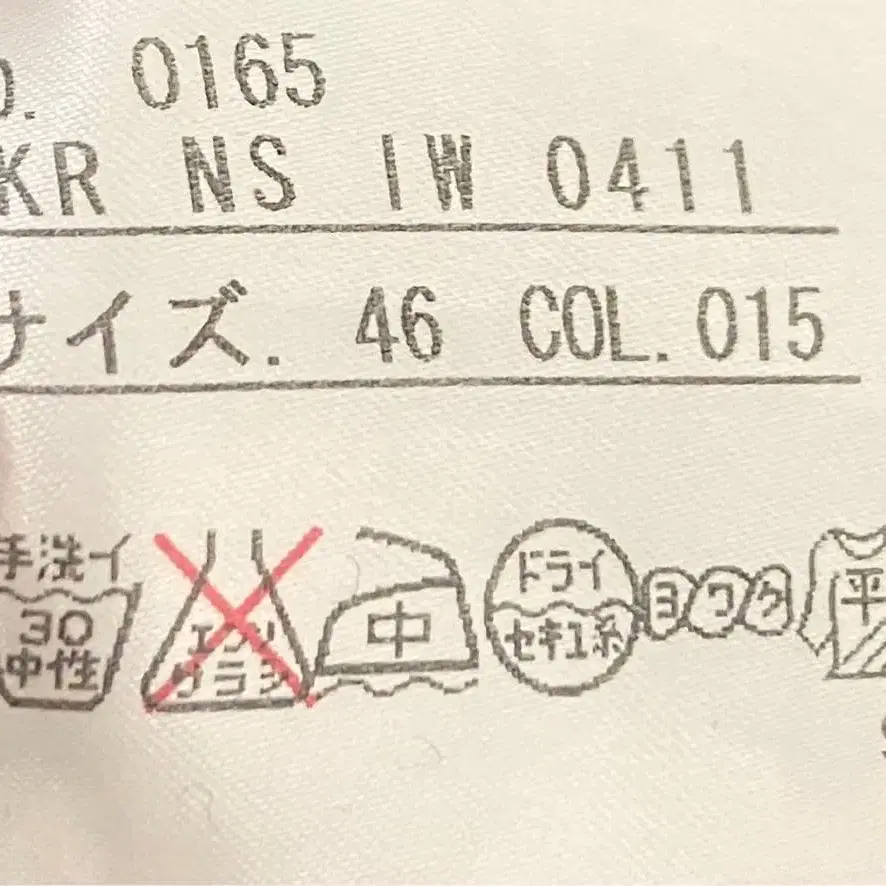 0165
KR NS IW 0411
サイズ. 46 COL.015
手洗イ
30
中性
エンソ
サラシ
中
ドライ
セキユ系
ヨワク
平